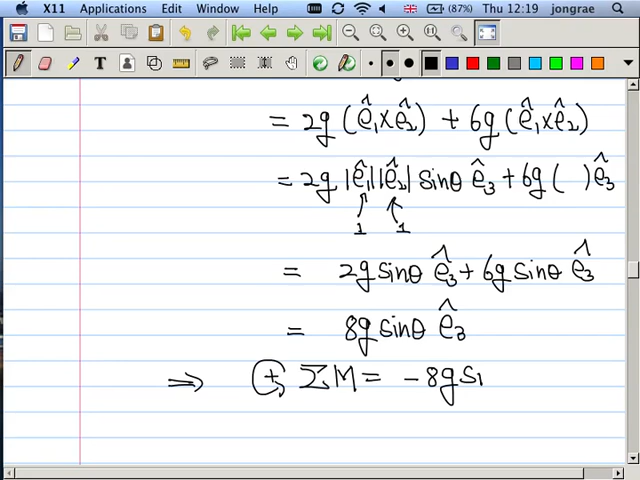 X11 Applications Edit Window Help (87%) Thu 12:19 jongrae
= 2g (ê₁ × ê₂) + 6g (ê₁ × ê₂)
= 2g |ê₁||ê₂| sinθ ê₃ + 6g ( ) ê₃
1 1
= 2g sinθ ê₃ + 6g sinθ ê₃
= 8g sinθ ê₃
⇒ (+ ΣM = -8g si